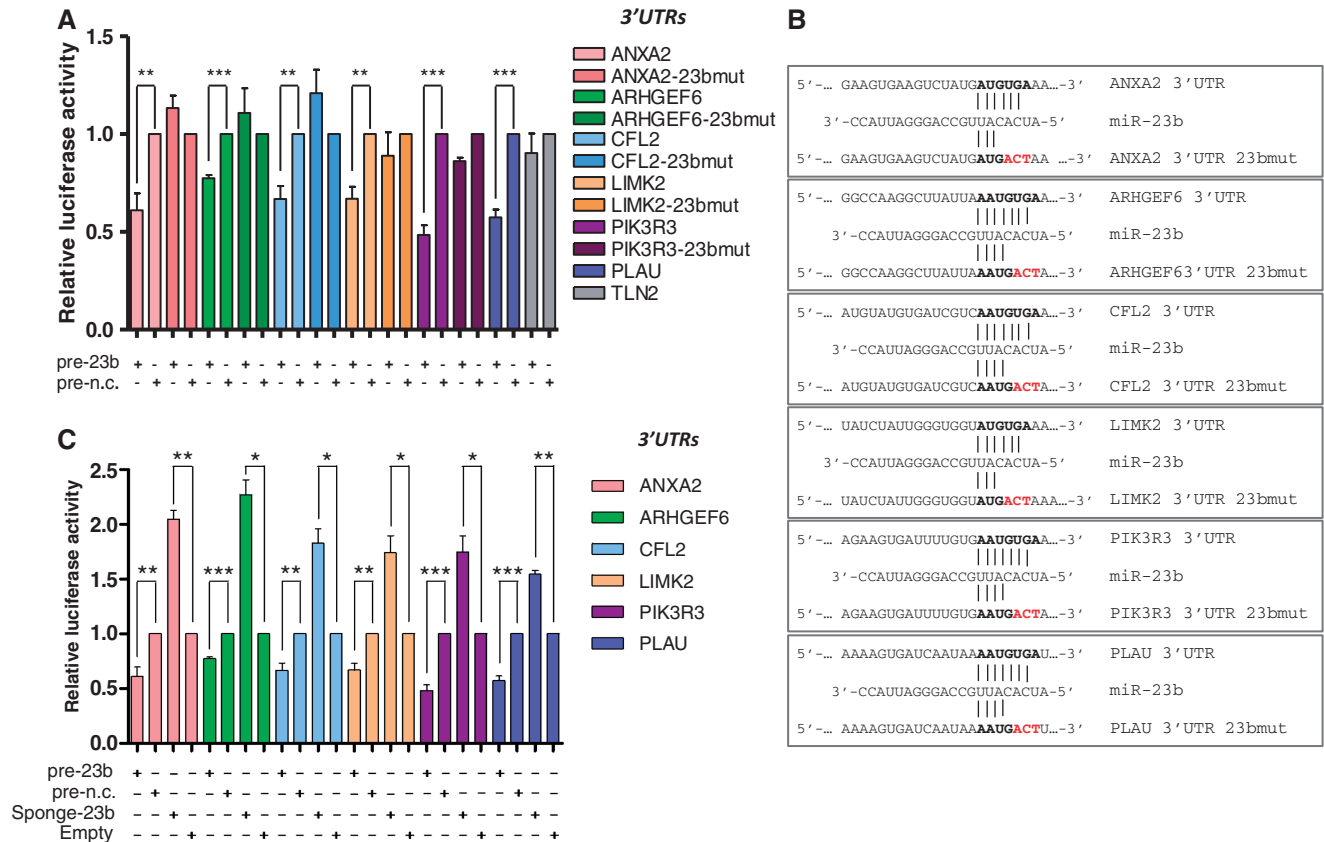 A
3'UTRs
Relative luciferase activity
1.5
1.0
0.5
0.0
** *** ** ** *** ***
ANXA2
ANXA2-23bmut
ARHGEF6
ARHGEF6-23bmut
CFL2
CFL2-23bmut
LIMK2
LIMK2-23bmut
PIK3R3
PIK3R3-23bmut
PLAU
TLN2
pre-23b + - + - + - + - + - + - + - + - + - + - + - + -
pre-n.c. - + - + - + - + - + - + - + - + - + - + - + - +
B
5'-… GAAGUGAAGUCUAUGAUGUGAAA…-3' ANXA2 3'UTR
3'-CCAUUAGGGACCGUUACACUA-5' miR-23b
5'-… GAAGUGAAGUCUAUGAUGACTAA …-3' ANXA2 3'UTR 23bmut
5'-… GGCCAAGGCUUAUUAAAUGUGAA…-3' ARHGEF6 3'UTR
3'-CCAUUAGGGACCGUUACACUA-5' miR-23b
5'-… GGCCAAGGCUUAUUAAAUGACTA…-3' ARHGEF63'UTR 23bmut
5'-… AUGUAUGUGAUCGUCAAUGUGAA…-3' CFL2 3'UTR
3'-CCAUUAGGGACCGUUACACUA-5' miR-23b
5'-… AUGUAUGUGAUCGUCAAUGACTA…-3' CFL2 3'UTR 23bmut
5'-… UAUCUAUUGGGUGGUAUGUGAAA…-3' LIMK2 3'UTR
3'-CCAUUAGGGACCGUUACACUA-5' miR-23b
5'-… UAUCUAUUGGGUGGUAUGACTAAA…-3' LIMK2 3'UTR 23bmut
5'-… AGAAGUGAUUUUGUGAAUGUGAA…-3' PIK3R3 3'UTR
3'-CCAUUAGGGACCGUUACACUA-5' miR-23b
5'-… AGAAGUGAUUUUGUGAAUGACTA…-3' PIK3R3 3'UTR 23bmut
5'-… AAAAGUGAUCAAUAAAAUGUGAU…-3' PLAU 3'UTR
3'-CCAUUAGGGACCGUUACACUA-5' miR-23b
5'-… AAAAGUGAUCAAUAAAAUGACTU…-3' PLAU 3'UTR 23bmut
C
3'UTRs
Relative luciferase activity
2.5
2.0
1.5
1.0
0.5
0.0
** * * * * **
** *** ** ** *** ***
ANXA2
ARHGEF6
CFL2
LIMK2
PIK3R3
PLAU
pre-23b + – – – + – – – + – – – + – – – + – – – + – – –
pre-n.c. – + – – – + – – – + – – – + – – – + – – – + – –
Sponge-23b – – + – – – + – – – + – – – + – – – + – – – + –
Empty – – – + – – – + – – – + – – – + – – – + – – – +